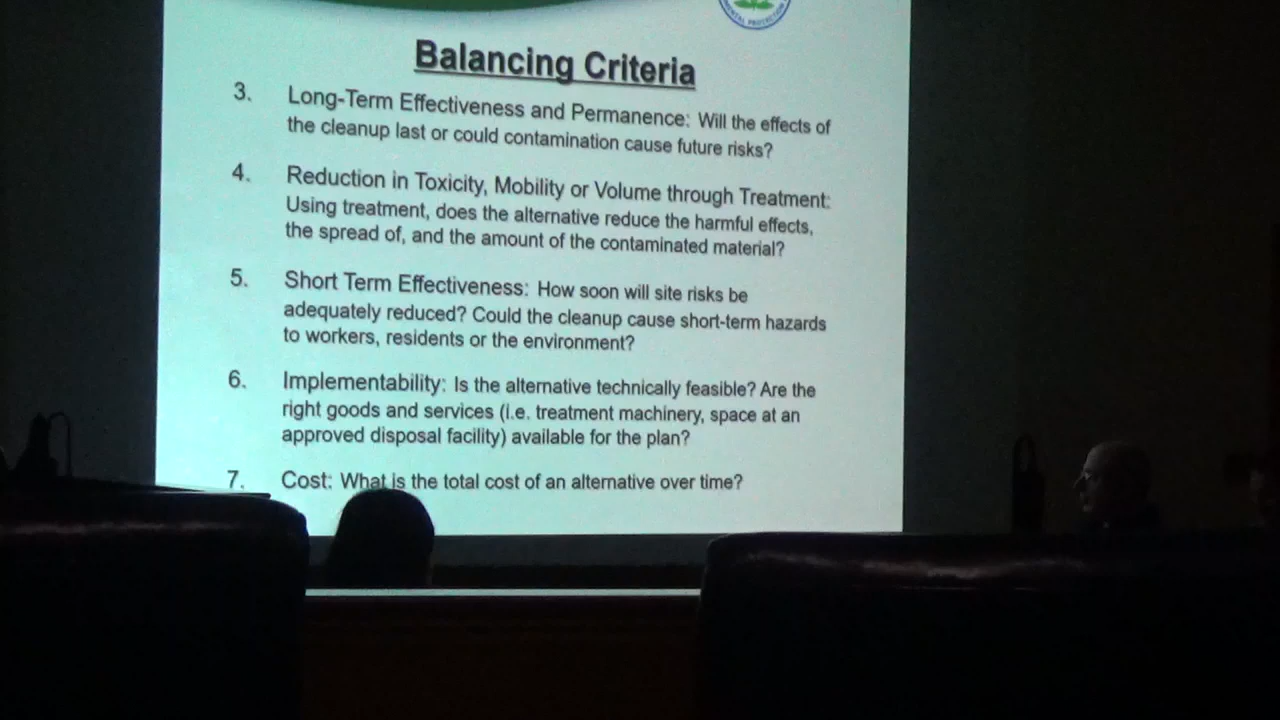 MENTAL PROTECTION
Balancing Criteria
3. Long-Term Effectiveness and Permanence: Will the effects of
the cleanup last or could contamination cause future risks?
4. Reduction in Toxicity, Mobility or Volume through Treatment:
Using treatment, does the alternative reduce the harmful effects,
the spread of, and the amount of the contaminated material?
5. Short Term Effectiveness: How soon will site risks be
adequately reduced? Could the cleanup cause short-term hazards
to workers, residents or the environment?
6. Implementability: Is the alternative technically feasible? Are the
right goods and services (i.e. treatment machinery, space at an
approved disposal facility) available for the plan?
7. Cost: What is the total cost of an alternative over time?